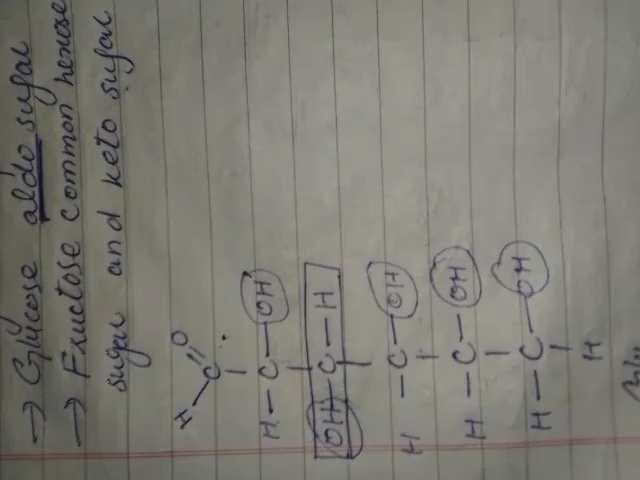 → Glucose aldo sugar
→ Fructose common hexose
sugar and keto sugar
H O
C
H – C – OH
OH – C – H
H – C – OH
H – C – OH
H – C – OH
H